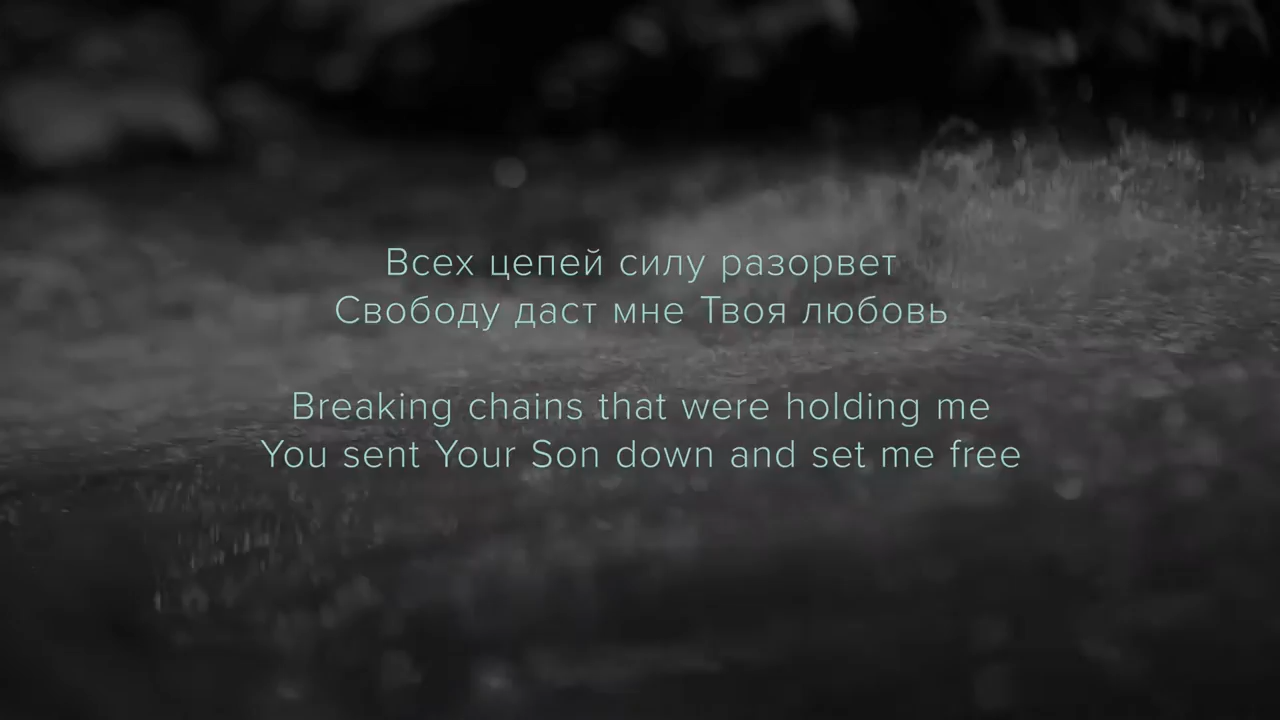 Всех цепей силу разорвет
Свободу даст мне Твоя любовь
Breaking chains that were holding me
You sent Your Son down and set me free